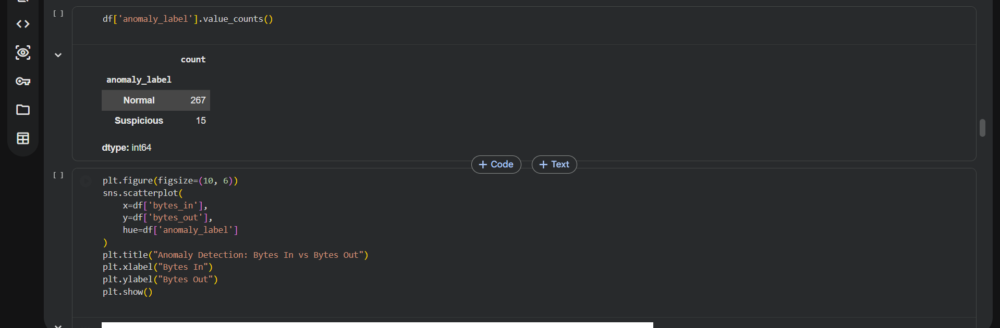 [ ]
df['anomaly_label'].value_counts()
count
anomaly_label
Normal 267
Suspicious 15
dtype: int64
+ Code + Text
[ ]
plt.figure(figsize=(10, 6))
sns.scatterplot(
    x=df['bytes_in'],
    y=df['bytes_out'],
    hue=df['anomaly_label']
)
plt.title("Anomaly Detection: Bytes In vs Bytes Out")
plt.xlabel("Bytes In")
plt.ylabel("Bytes Out")
plt.show()